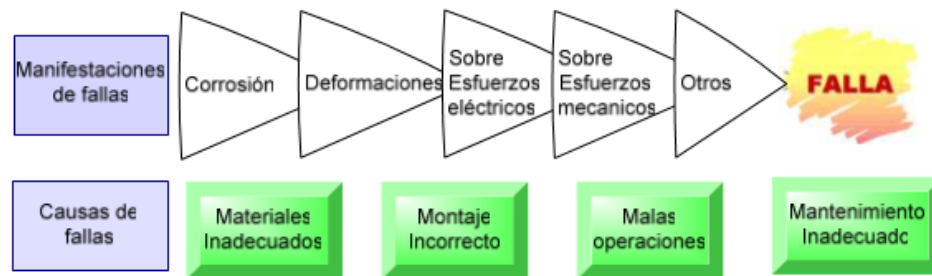 Manifestaciones
de fallas
Corrosión
Deformaciones
Sobre
Esfuerzos
eléctricos
Sobre
Esfuerzos
mecanicos
Otros
FALLA
Causas de
fallas
Materiales
Inadecuados
Montaje
Incorrecto
Malas
operaciones
Mantenimiento
Inadecuado